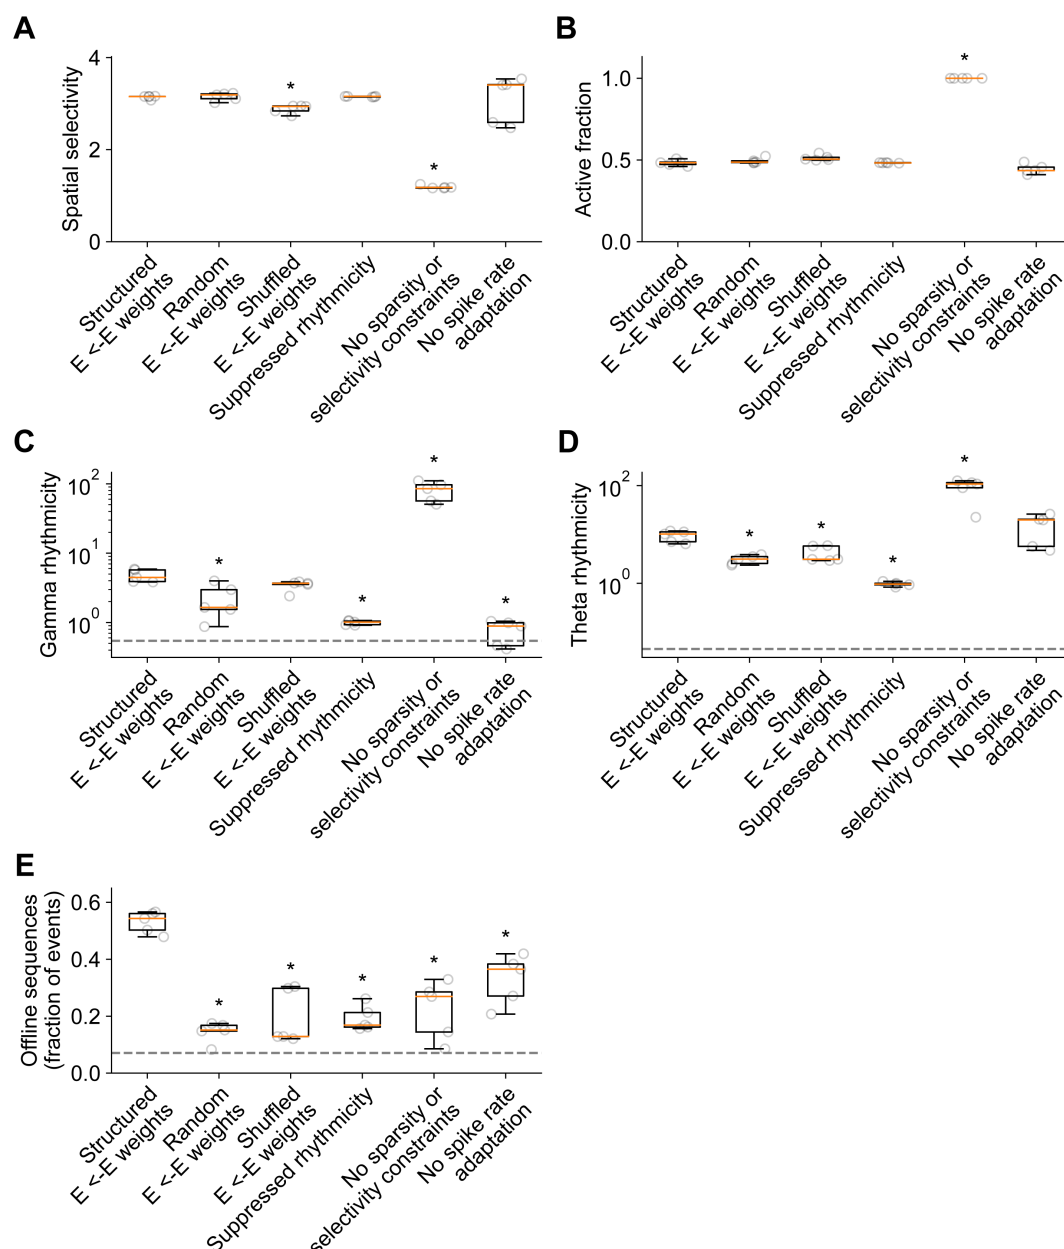 A
Spatial selectivity
4
2
0
Structured
E <-E weights
Random
E <-E weights
Shuffled
E <-E weights
Suppressed rhythmicity
No sparsity or
selectivity constraints
No spike rate
adaptation
*
*
B
Active fraction
1.0
0.5
0.0
Structured
E <-E weights
Random
E <-E weights
Shuffled
E <-E weights
Suppressed rhythmicity
No sparsity or
selectivity constraints
No spike rate
adaptation
*
C
Gamma rhythmicity
10²
10¹
10⁰
Structured
E <-E weights
Random
E <-E weights
Shuffled
E <-E weights
Suppressed rhythmicity
No sparsity or
selectivity constraints
No spike rate
adaptation
*
*
*
*
D
Theta rhythmicity
10²
10⁰
Structured
E <-E weights
Random
E <-E weights
Shuffled
E <-E weights
Suppressed rhythmicity
No sparsity or
selectivity constraints
No spike rate
adaptation
*
*
*
*
E
Offline sequences
(fraction of events)
0.6
0.4
0.2
0.0
Structured
E <-E weights
Random
E <-E weights
Shuffled
E <-E weights
Suppressed rhythmicity
No sparsity or
selectivity constraints
No spike rate
adaptation
*
*
*
*
*